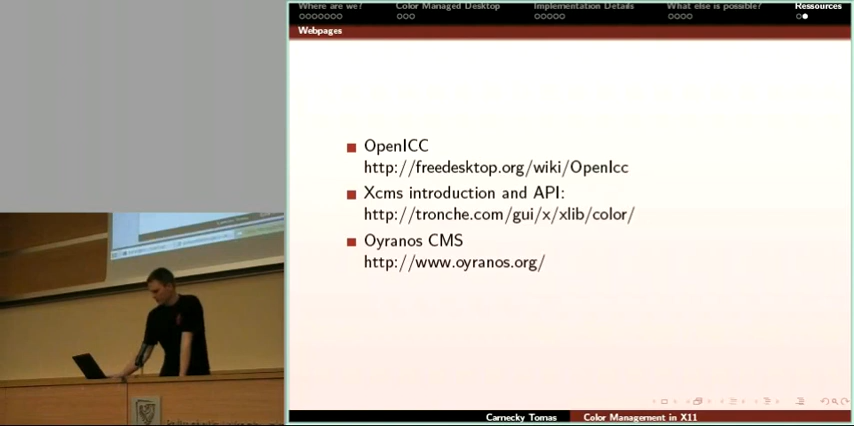 Where are we?
Color Managed Desktop
Implementation Details
What else is possible?
Ressources
Webpages
OpenICC
http://freedesktop.org/wiki/OpenIcc
Xcms introduction and API:
http://tronche.com/gui/x/xlib/color/
Oyranos CMS
http://www.oyranos.org/
Carnecky Tomas
Color Management in X11